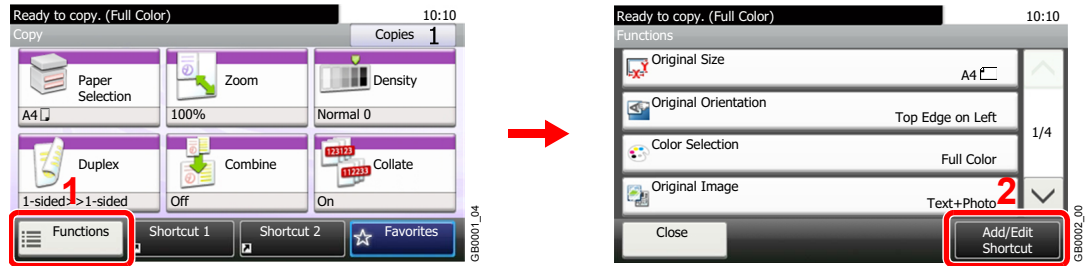 Ready to copy. (Full Color)
10:10
Copy
Copies 1
Paper
Selection
Zoom
Density
A4
100%
Normal 0
Duplex
Combine
123123
112233
Collate
1-sided>>1-sided
Off
On
1
Functions
Shortcut 1
Shortcut 2
Favorites
GB0001_04
Ready to copy. (Full Color)
10:10
Functions
Original Size
A4
Original Orientation
Top Edge on Left
1/4
Color Selection
Full Color
Original Image
Text+Photo
2
Close
Add/Edit
Shortcut
GB0002_00